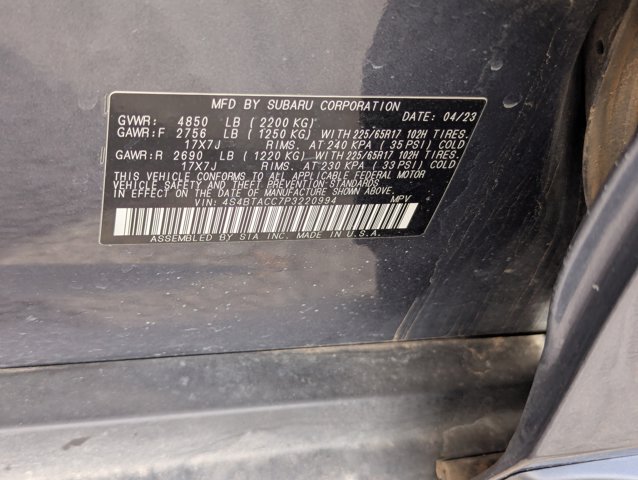 MFD BY SUBARU CORPORATION DATE: 04/23
GVWR: 4850 LB (2200 KG)
GAWR:F 2756 LB (1250 KG) WITH 225/65R17 102H TIRES.
17X7J RIMS. AT 240 KPA (35 PSI) COLD
GAWR:R 2690 LB (1220 KG) WITH 225/65R17 102H TIRES.
17X7J RIMS. AT 230 KPA (33 PSI) COLD
THIS VEHICLE CONFORMS TO ALL APPLICABLE FEDERAL MOTOR
VEHICLE SAFETY AND THEFT PREVENTION STANDARDS
IN EFFECT ON THE DATE OF MANUFACTURE SHOWN ABOVE.
VIN: 4S4BTACC7P3220994 MPV
ASSEMBLED BY SIA INC. MADE IN U.S.A.